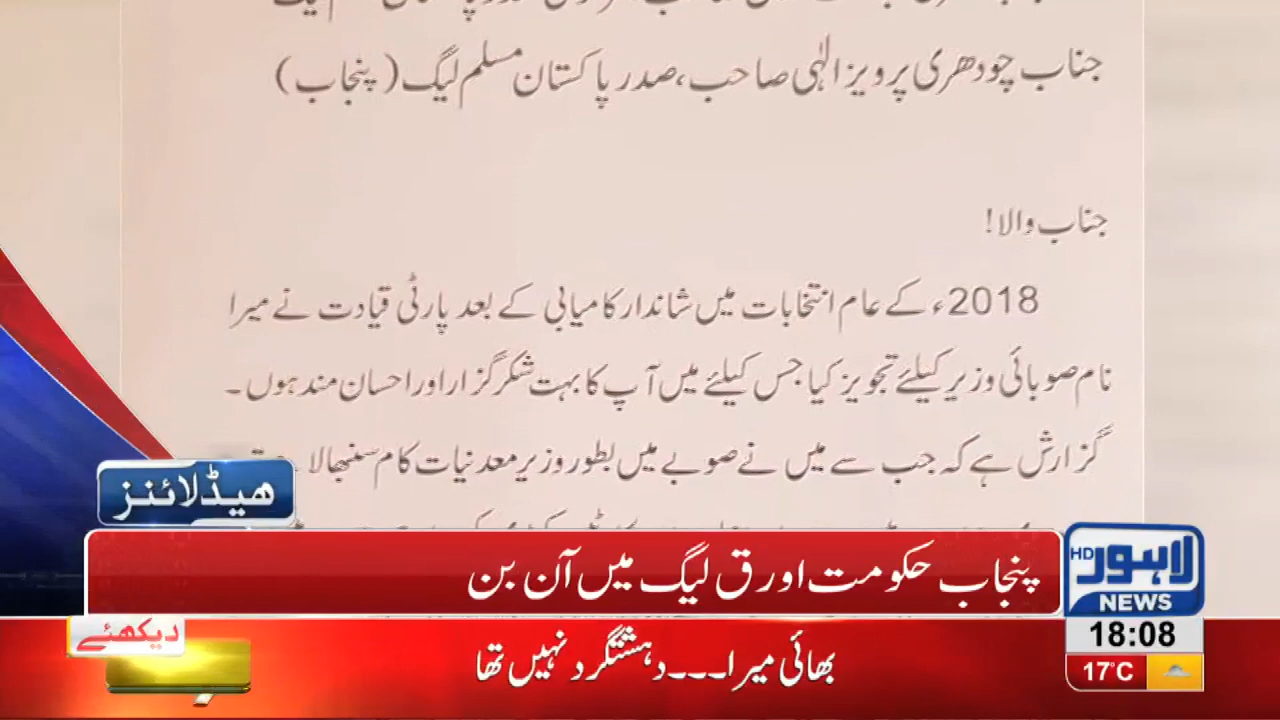 جناب چودھری پرویز الٰہی صاحب، صدر پاکستان مسلم لیگ (پنجاب)
جناب والا!
2018ء کے عام انتخابات میں شاندار کامیابی کے بعد پارٹی قیادت نے میرا
نام صوبائی وزیر کیلئے تجویز کیا جس کیلئے میں آپ کا بہت شکر گزار اور احسان مند ہوں۔
گزارش ہے کہ جب سے میں نے صوبے میں بطور وزیر معدنیات کام سنبھالا
ھیڈلائنز
پنجاب حکومت اور ق لیگ میں آن بن
HD لاہور
NEWS
18:08
17°C
دیکھئے
بھائی میرا۔۔۔دہشتگرد نہیں تھا